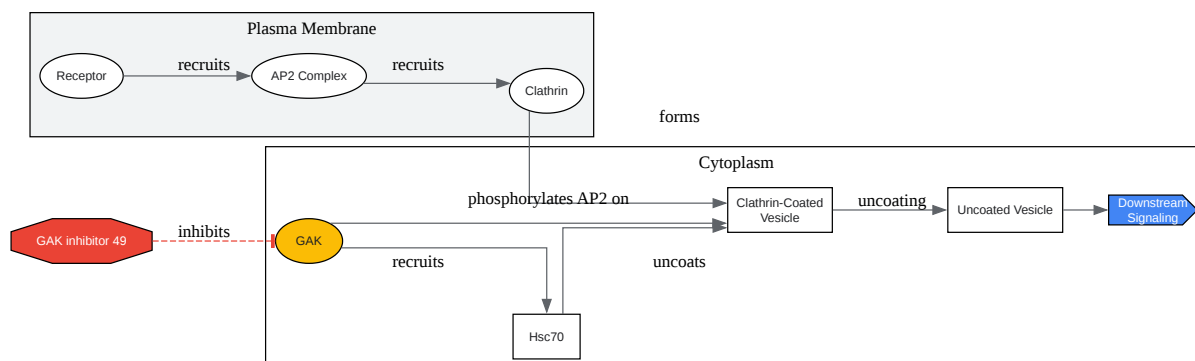 Plasma Membrane
Receptor
recruits
AP2 Complex
recruits
Clathrin
forms
Cytoplasm
phosphorylates AP2 on
Clathrin-Coated
Vesicle
uncoating
Uncoated Vesicle
Downstream
Signaling
GAK inhibitor 49
inhibits
GAK
recruits
uncoats
Hsc70